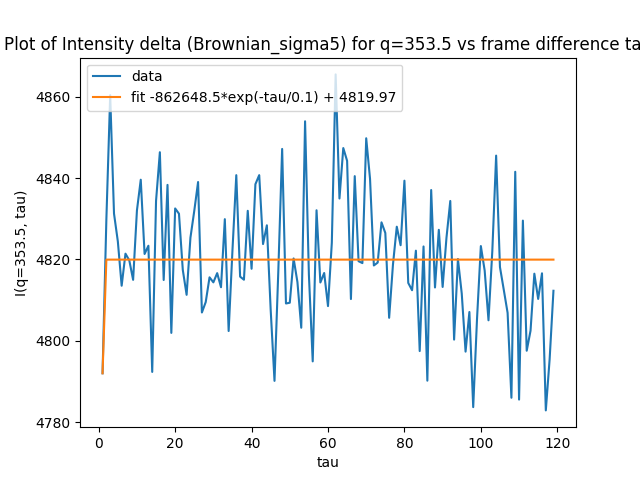 Plot of Intensity delta (Brownian_sigma5) for q=353.5 vs frame difference ta
data
fit -862648.5*exp(-tau/0.1) + 4819.97
4860
4840
4820
4800
4780
I(q=353.5, tau)
0 20 40 60 80 100 120
tau